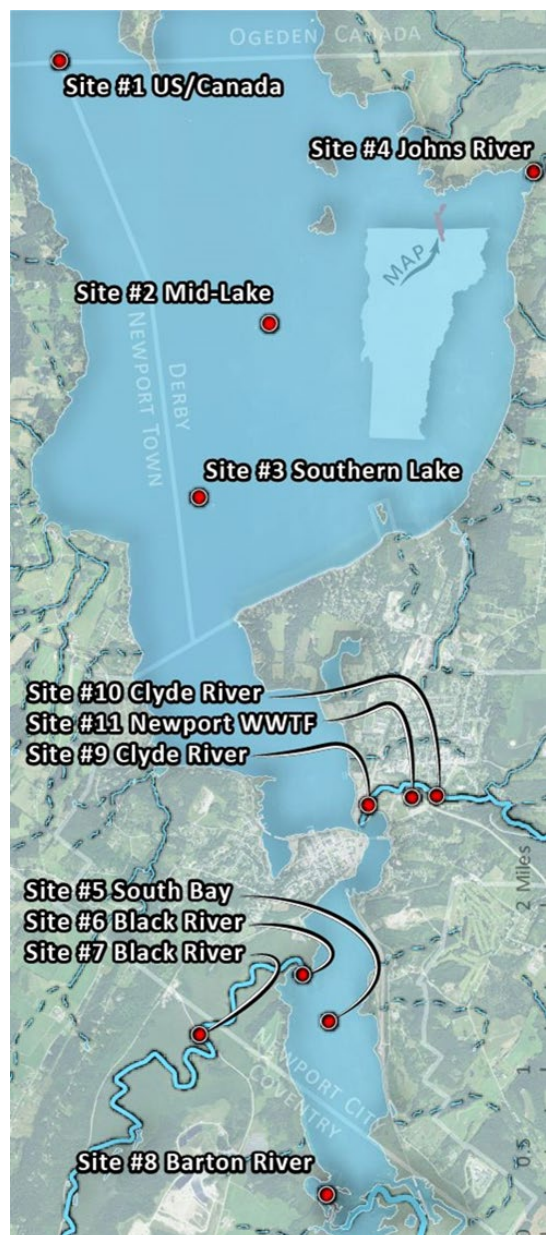 OGEDEN CANADA
Site #1 US/Canada
Site #4 Johns River
MAP
Site #2 Mid-Lake
DERBY
NEWPORT TOWN
Site #3 Southern Lake
Site #10 Clyde River
Site #11 Newport WWTF
Site #9 Clyde River
2 Miles
Site #5 South Bay
Site #6 Black River
Site #7 Black River
NEWPORT CITY
COVENTRY
1
0.5
Site #8 Barton River